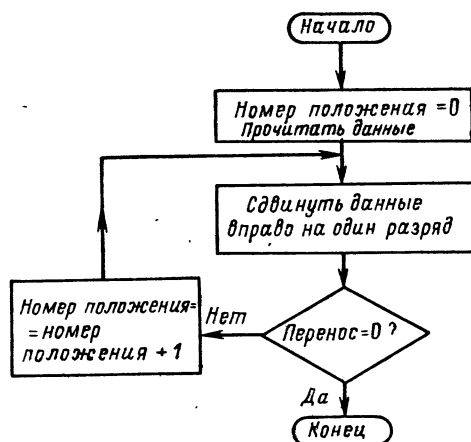 Начало
Номер положения =0
Прочитать данные
Сдвинуть данные
вправо на один разряд
Номер положения=
=номер
положения +1
Нет
Перенос=0 ?
Да
Конец